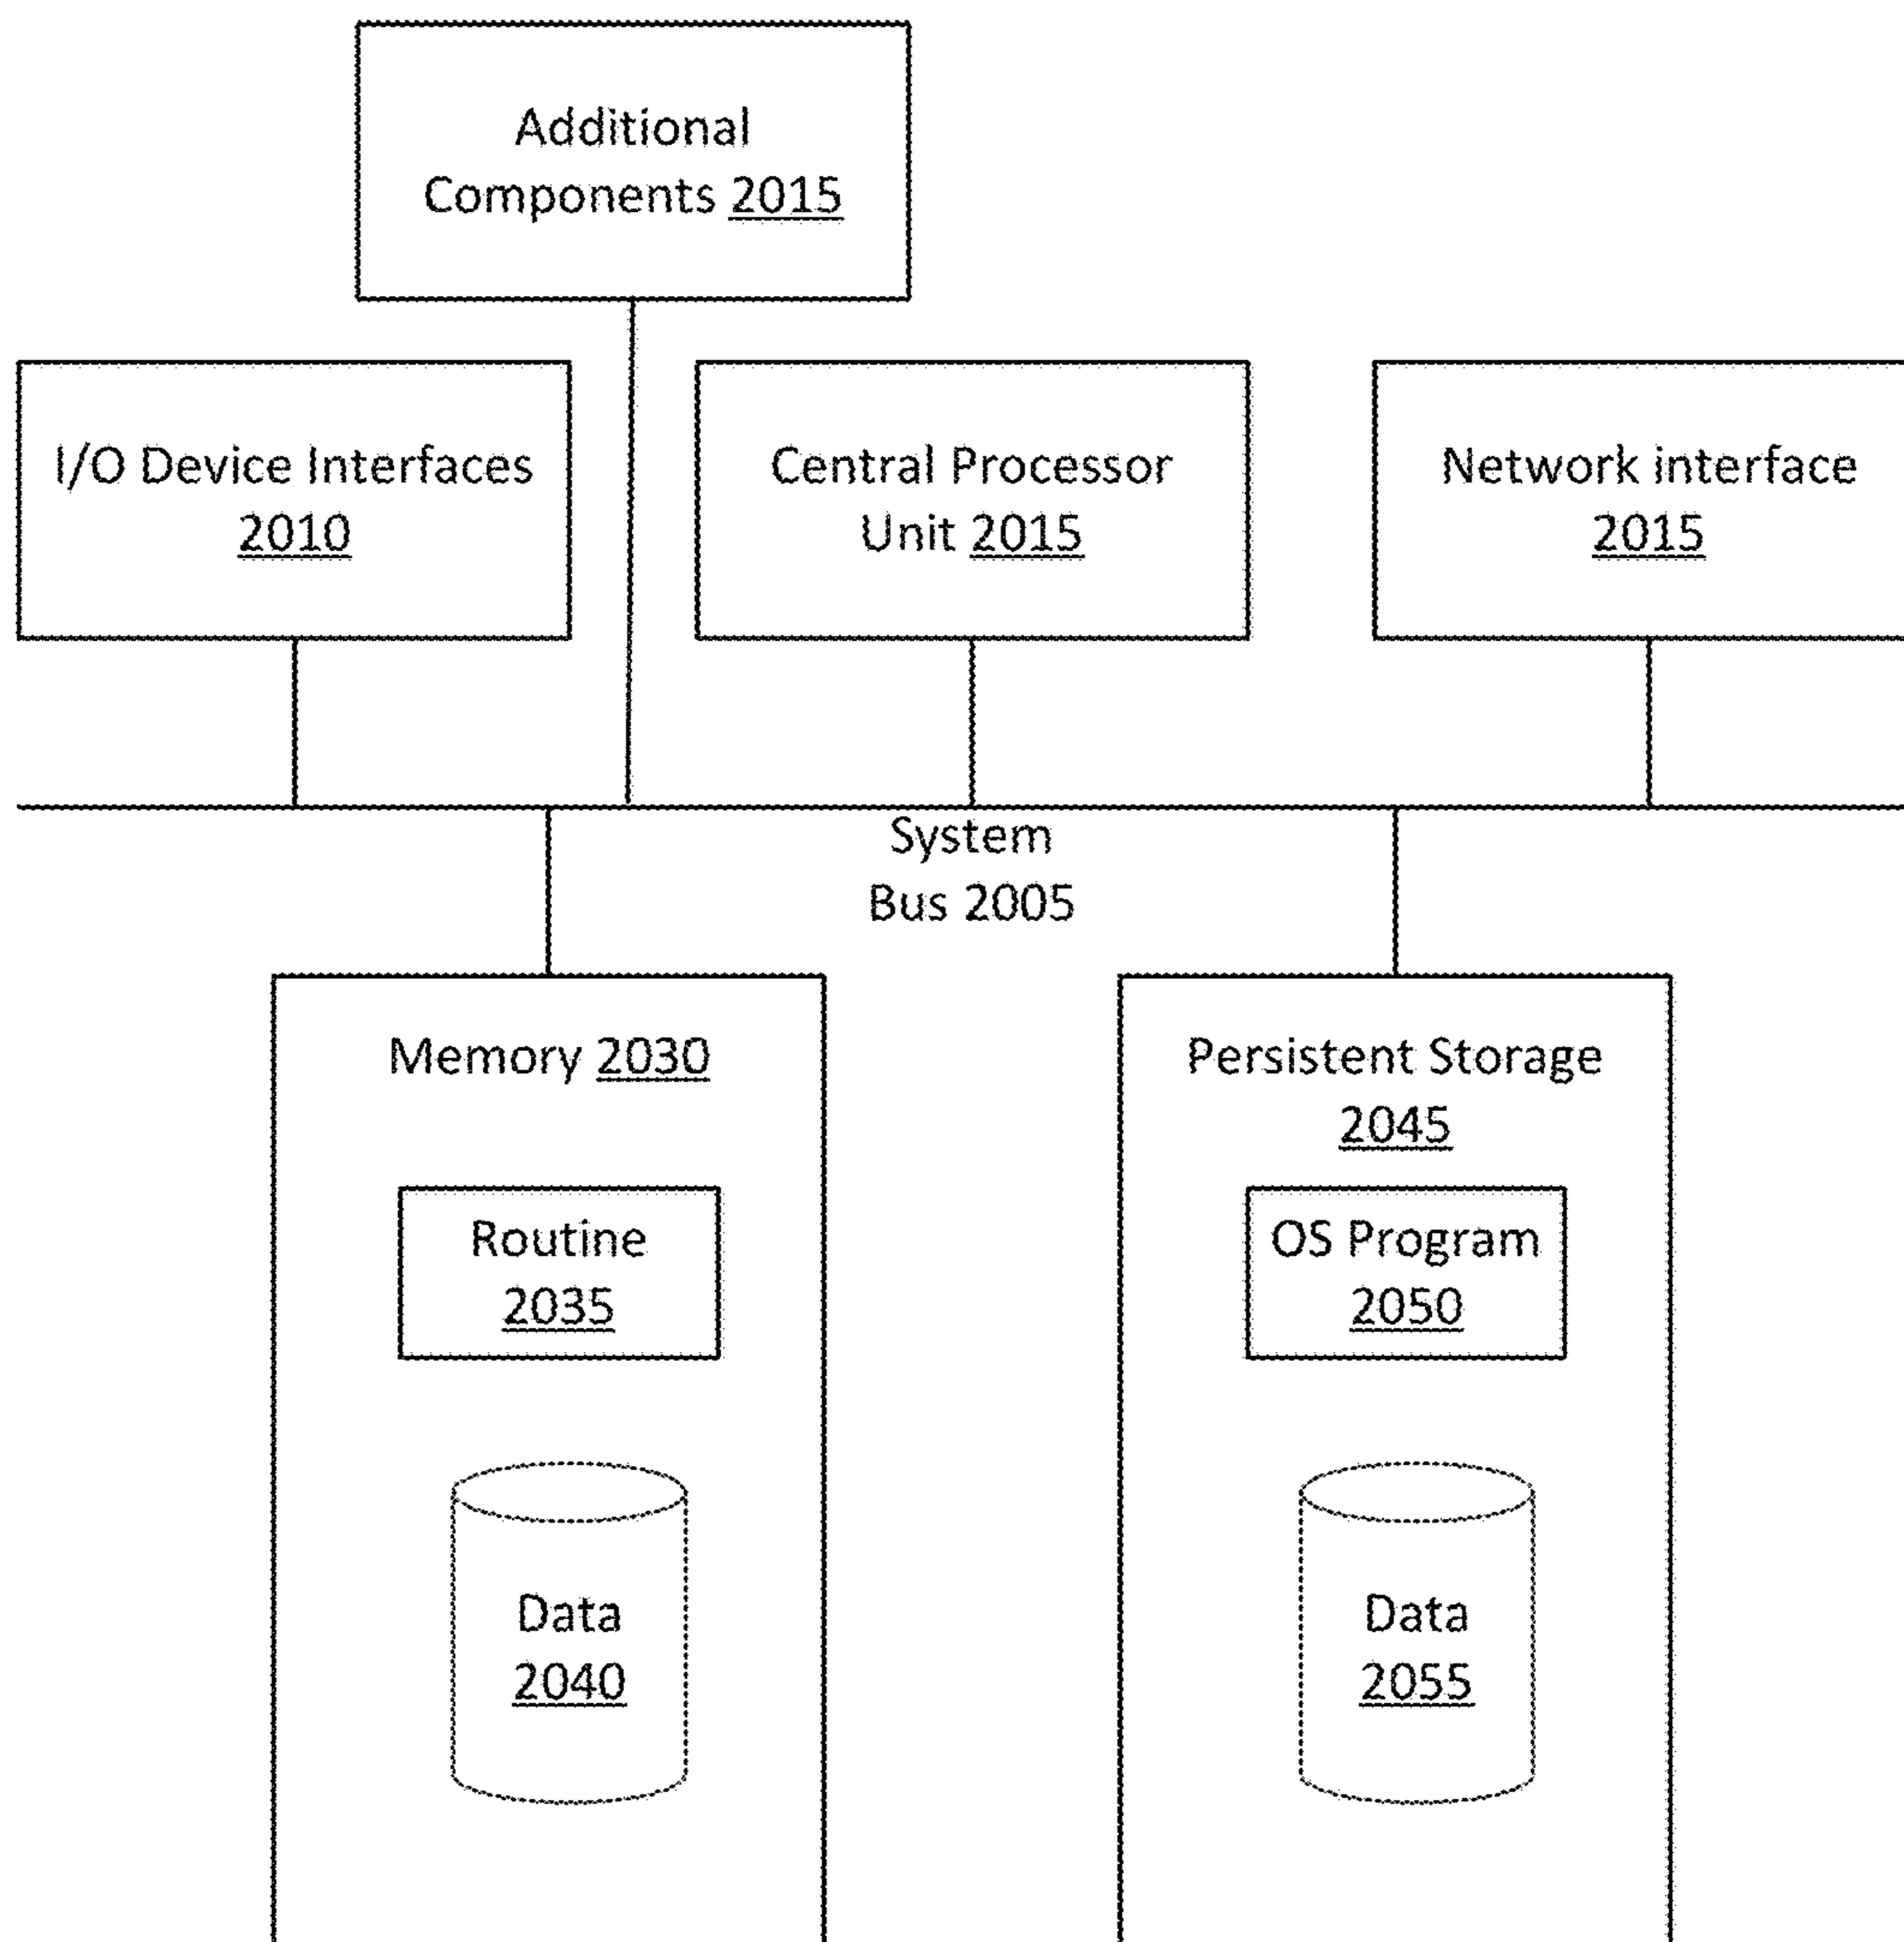 Additional
Components 2015
I/O Device Interfaces
2010
Central Processor
Unit 2015
Network interface
2015
System
Bus 2005
Memory 2030
Routine
2035
Data
2040
Persistent Storage
2045
OS Program
2050
Data
2055